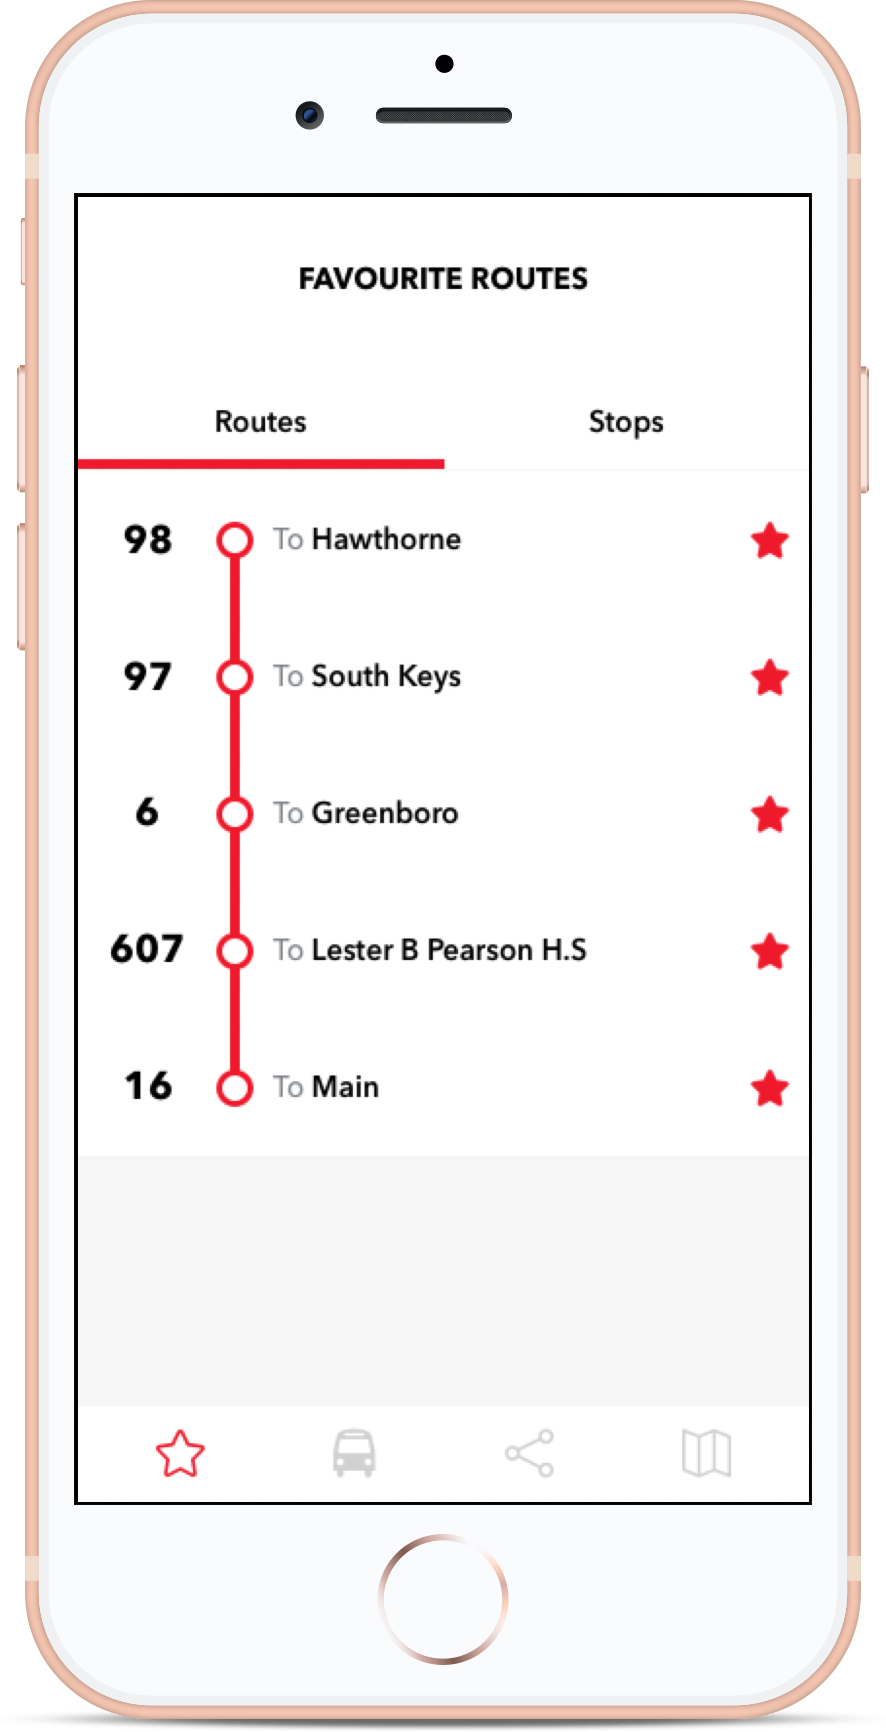 FAVOURITE ROUTES
Routes Stops
98 To Hawthorne
97 To South Keys
6 To Greenboro
607 To Lester B Pearson H.S
16 To Main